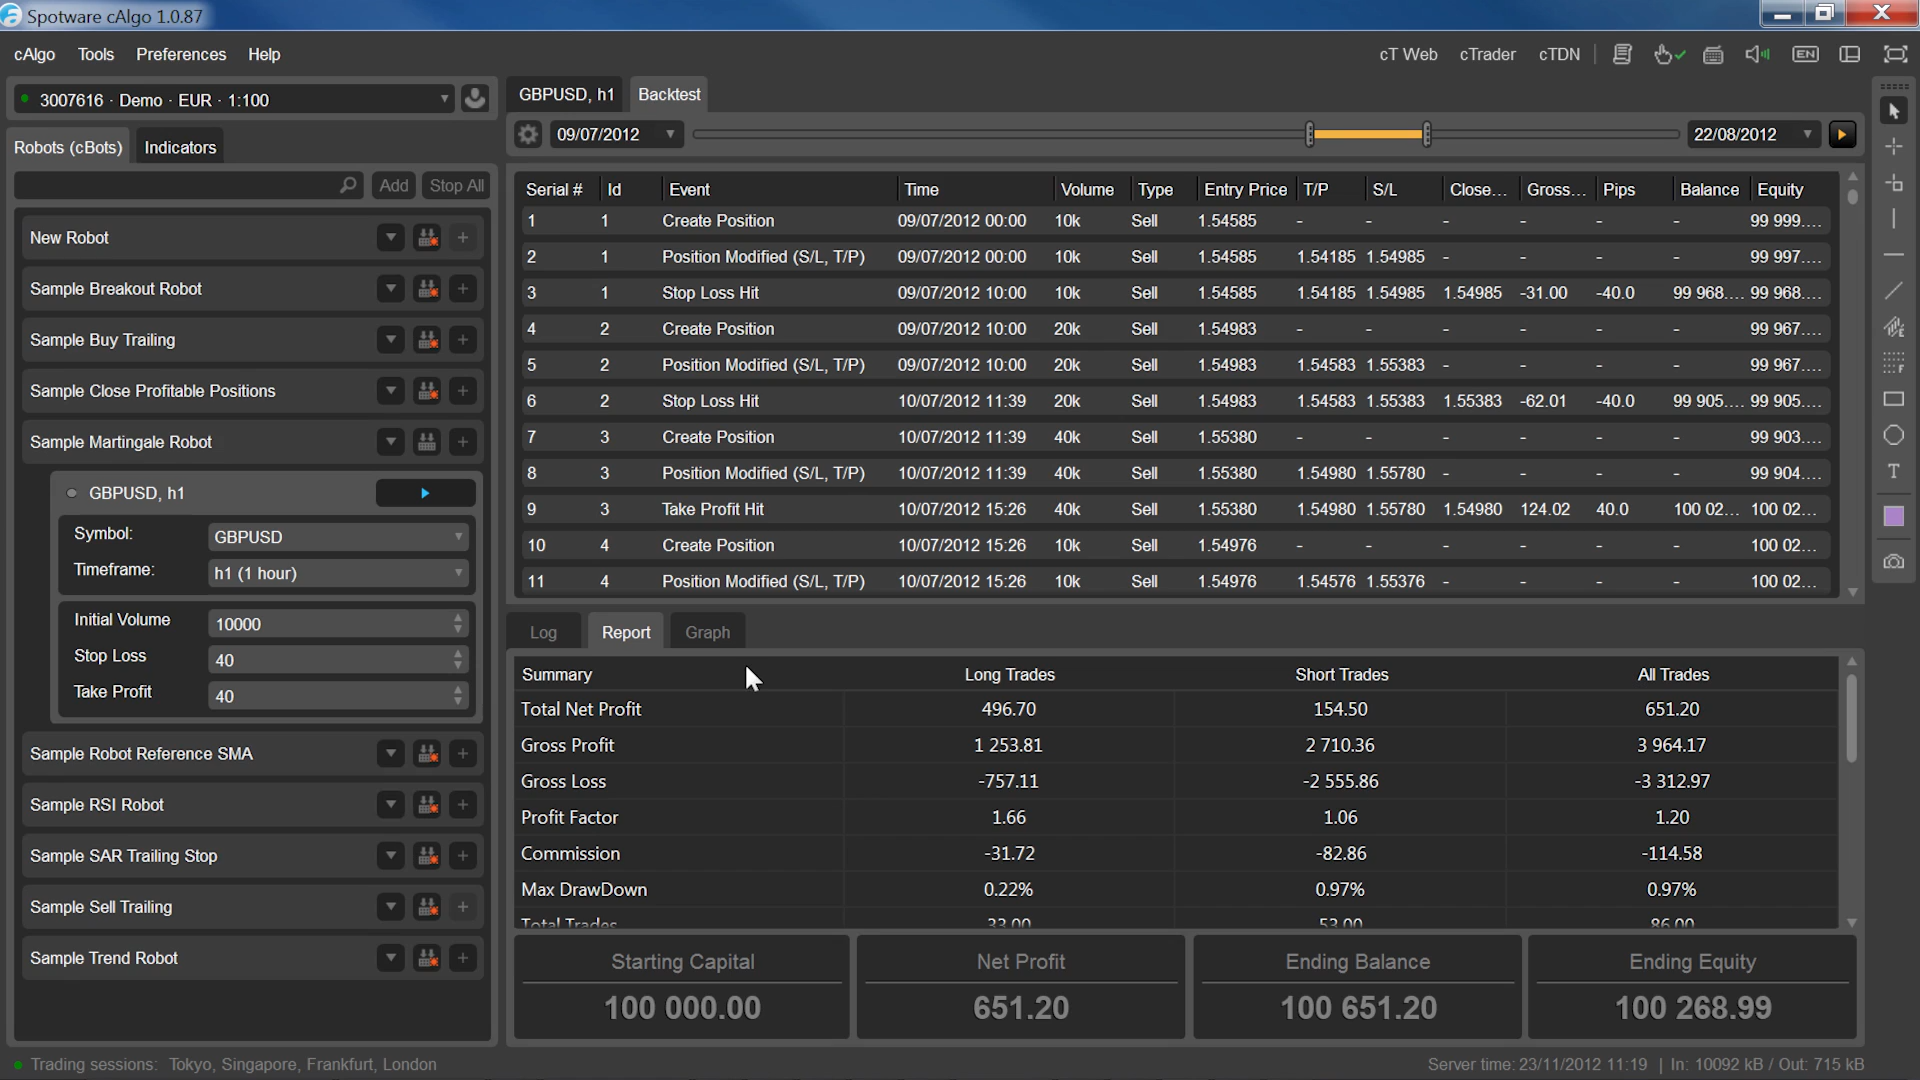 Spotware cAlgo 1.0.87
cAlgo Tools Preferences Help
cT Web cTrader cTDN EN
3007616 · Demo · EUR · 1:100
Robots (cBots) Indicators
Add Stop All
New Robot
Sample Breakout Robot
Sample Buy Trailing
Sample Close Profitable Positions
Sample Martingale Robot
GBPUSD, h1
Symbol: GBPUSD
Timeframe: h1 (1 hour)
Initial Volume 10000
Stop Loss 40
Take Profit 40
Sample Robot Reference SMA
Sample RSI Robot
Sample SAR Trailing Stop
Sample Sell Trailing
Sample Trend Robot
GBPUSD, h1 Backtest
09/07/2012 22/08/2012
Serial # Id Event Time Volume Type Entry Price T/P S/L Close... Gross... Pips Balance Equity
1 1 Create Position 09/07/2012 00:00 10k Sell 1.54585 - - - - - - 99 999....
2 1 Position Modified (S/L, T/P) 09/07/2012 00:00 10k Sell 1.54585 1.54185 1.54985 - - - - 99 997....
3 1 Stop Loss Hit 09/07/2012 10:00 10k Sell 1.54585 1.54185 1.54985 1.54985 -31.00 -40.0 99 968.... 99 968....
4 2 Create Position 09/07/2012 10:00 20k Sell 1.54983 - - - - - - 99 967....
5 2 Position Modified (S/L, T/P) 09/07/2012 10:00 20k Sell 1.54983 1.54583 1.55383 - - - - 99 967....
6 2 Stop Loss Hit 10/07/2012 11:39 20k Sell 1.54983 1.54583 1.55383 1.55383 -62.01 -40.0 99 905.... 99 905....
7 3 Create Position 10/07/2012 11:39 40k Sell 1.55380 - - - - - - 99 903....
8 3 Position Modified (S/L, T/P) 10/07/2012 11:39 40k Sell 1.55380 1.54980 1.55780 - - - - 99 904....
9 3 Take Profit Hit 10/07/2012 15:26 40k Sell 1.55380 1.54980 1.55780 1.54980 124.02 40.0 100 02... 100 02...
10 4 Create Position 10/07/2012 15:26 10k Sell 1.54976 - - - - - - 100 02...
11 4 Position Modified (S/L, T/P) 10/07/2012 15:26 10k Sell 1.54976 1.54576 1.55376 - - - - 100 02...
Log Report Graph
Summary Long Trades Short Trades All Trades
Total Net Profit 496.70 154.50 651.20
Gross Profit 1 253.81 2 710.36 3 964.17
Gross Loss -757.11 -2 555.86 -3 312.97
Profit Factor 1.66 1.06 1.20
Commission -31.72 -82.86 -114.58
Max DrawDown 0.22% 0.97% 0.97%
Total Trades 33.00 53.00 86.00
Starting Capital Net Profit Ending Balance Ending Equity
100 000.00 651.20 100 651.20 100 268.99
Trading sessions: Tokyo, Singapore, Frankfurt, London
Server time: 23/11/2012 11:19 | In: 10092 kB / Out: 715 kB